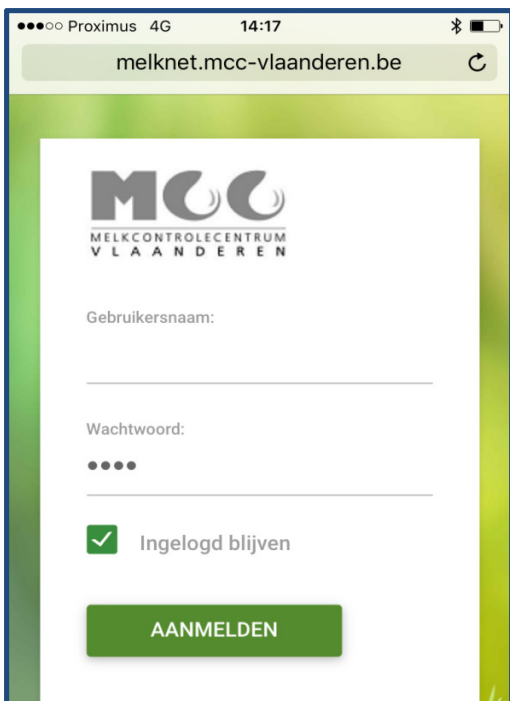 Proximus 4G 14:17
melknet.mcc-vlaanderen.be
MCC
MELKCONTROLECENTRUM
VLAANDEREN
Gebruikersnaam:
Wachtwoord:
••••
Ingelogd blijven
AANMELDEN